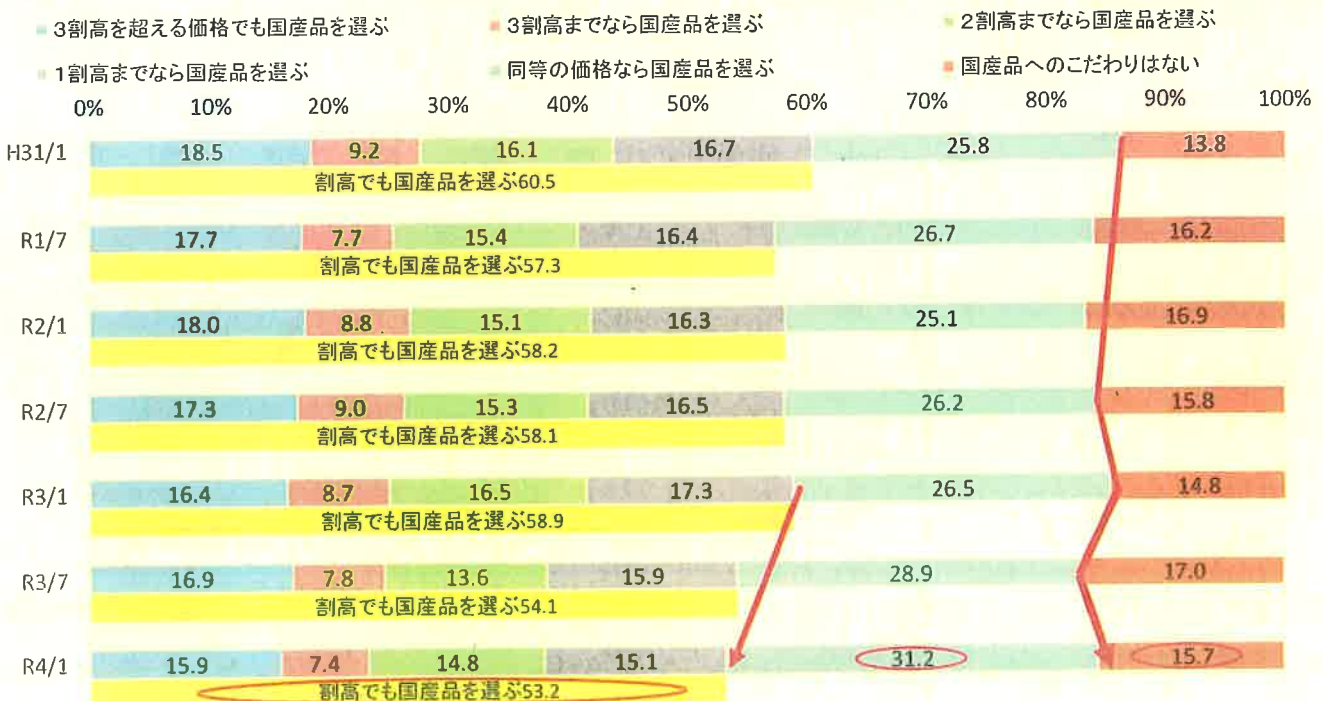 3割高を超える価格でも国産品を選ぶ 3割高までなら国産品を選ぶ 2割高までなら国産品を選ぶ
1割高までなら国産品を選ぶ 同等の価格なら国産品を選ぶ 国産品へのこだわりはない
0% 10% 20% 30% 40% 50% 60% 70% 80% 90% 100%
H31/1 18.5 9.2 16.1 16.7 25.8 13.8
割高でも国産品を選ぶ60.5
R1/7 17.7 7.7 15.4 16.4 26.7 16.2
割高でも国産品を選ぶ57.3
R2/1 18.0 8.8 15.1 16.3 25.1 16.9
割高でも国産品を選ぶ58.2
R2/7 17.3 9.0 15.3 16.5 26.2 15.8
割高でも国産品を選ぶ58.1
R3/1 16.4 8.7 16.5 17.3 26.5 14.8
割高でも国産品を選ぶ58.9
R3/7 16.9 7.8 13.6 15.9 28.9 17.0
割高でも国産品を選ぶ54.1
R4/1 15.9 7.4 14.8 15.1 31.2 15.7
割高でも国産品を選ぶ53.2